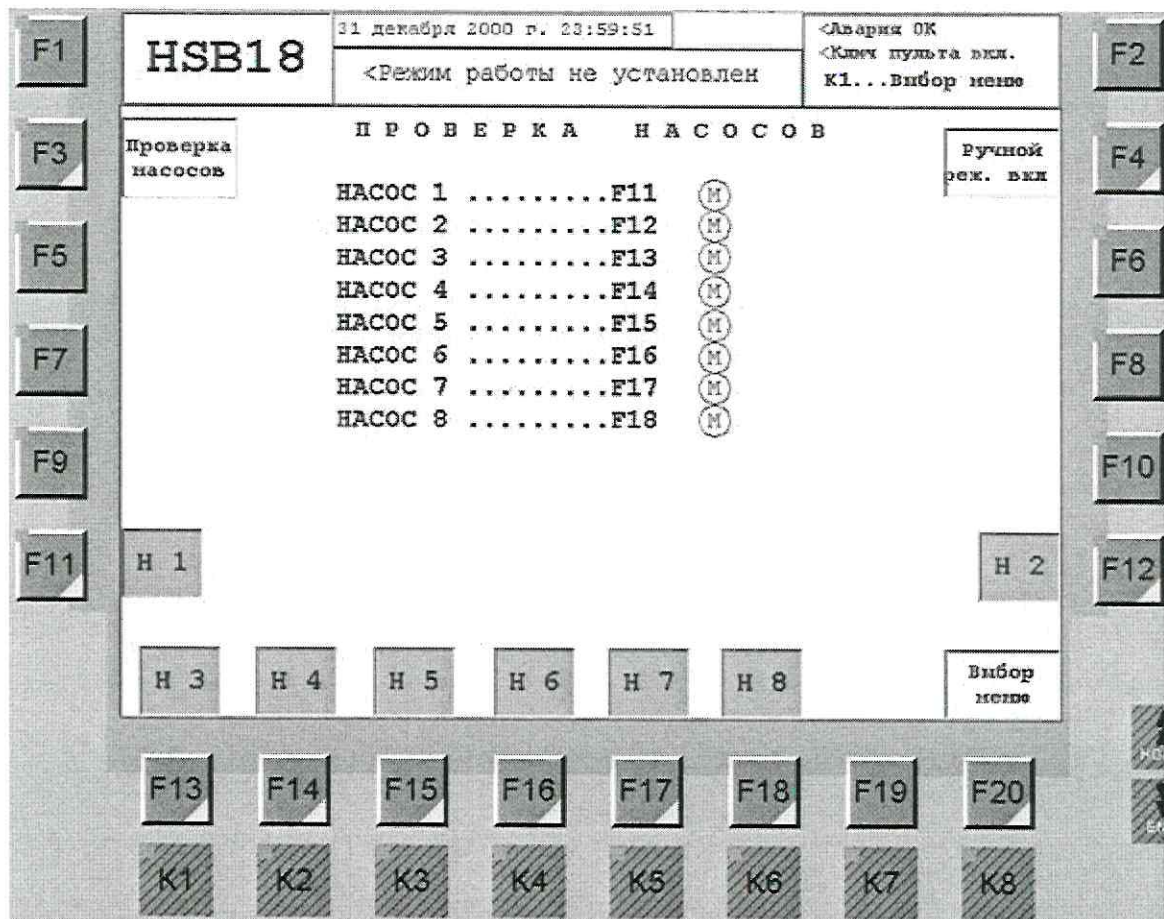 F1
HSB18
31 декабря 2000 г. 23:59:51
<Режим работы не установлен
<Авария ОК
<Ключ пульта вкл.
К1...Выбор меню
F2
F3
Проверка
насосов
ПРОВЕРКА НАСОСОВ
Ручной
реж. вкл
F4
НАСОС 1 .........F11 М
НАСОС 2 .........F12 М
F5
НАСОС 3 .........F13 М
F6
НАСОС 4 .........F14 М
НАСОС 5 .........F15 М
F7
НАСОС 6 .........F16 М
F8
НАСОС 7 .........F17 М
НАСОС 8 .........F18 М
F9
F10
F11
Н 1
Н 2
F12
Н 3 Н 4 Н 5 Н 6 Н 7 Н 8
Выбор
меню
F13 F14 F15 F16 F17 F18 F19 F20
K1 K2 K3 K4 K5 K6 K7 K8